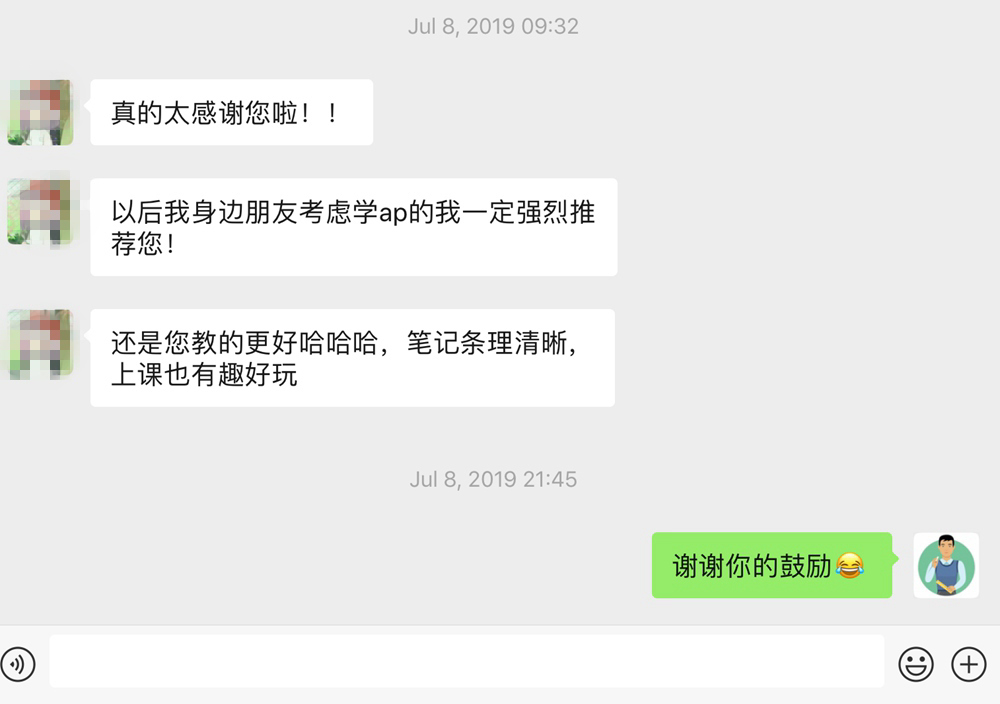 Jul 8, 2019 09:32
真的太感谢您啦！！
以后我身边朋友考虑学ap的我一定强烈推
荐您！
还是您教的更好哈哈哈，笔记条理清晰，
上课也有趣好玩
Jul 8, 2019 21:45
谢谢你的鼓励😂